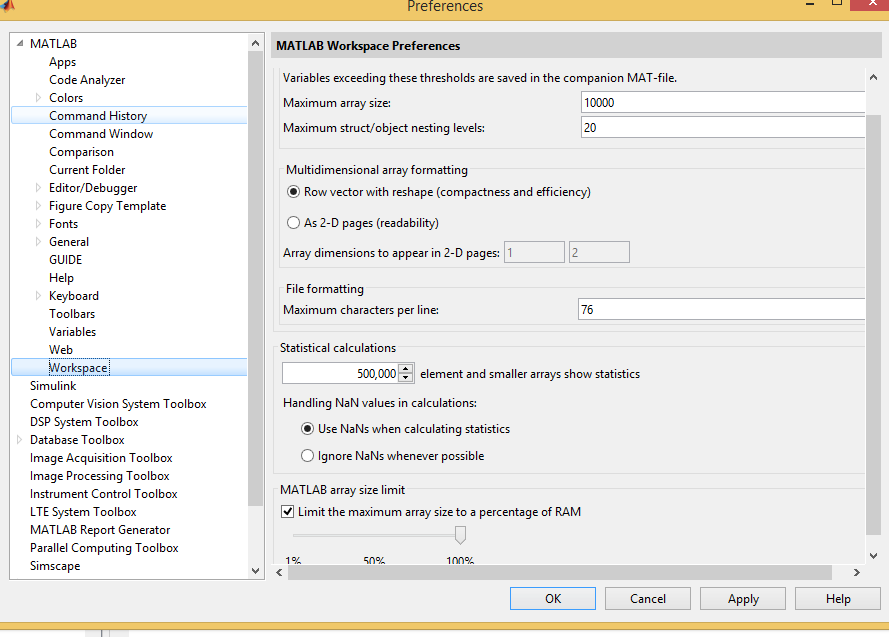 Preferences
MATLAB
Apps
Code Analyzer
Colors
Command History
Command Window
Comparison
Current Folder
Editor/Debugger
Figure Copy Template
Fonts
General
GUIDE
Help
Keyboard
Toolbars
Variables
Web
Workspace
Simulink
Computer Vision System Toolbox
DSP System Toolbox
Database Toolbox
Image Acquisition Toolbox
Image Processing Toolbox
Instrument Control Toolbox
LTE System Toolbox
MATLAB Report Generator
Parallel Computing Toolbox
Simscape
MATLAB Workspace Preferences
Variables exceeding these thresholds are saved in the companion MAT-file.
Maximum array size: 10000
Maximum struct/object nesting levels: 20
Multidimensional array formatting
Row vector with reshape (compactness and efficiency)
As 2-D pages (readability)
Array dimensions to appear in 2-D pages: 1 2
File formatting
Maximum characters per line: 76
Statistical calculations
500,000 element and smaller arrays show statistics
Handling NaN values in calculations:
Use NaNs when calculating statistics
Ignore NaNs whenever possible
MATLAB array size limit
Limit the maximum array size to a percentage of RAM
1% 50% 100%
OK Cancel Apply Help